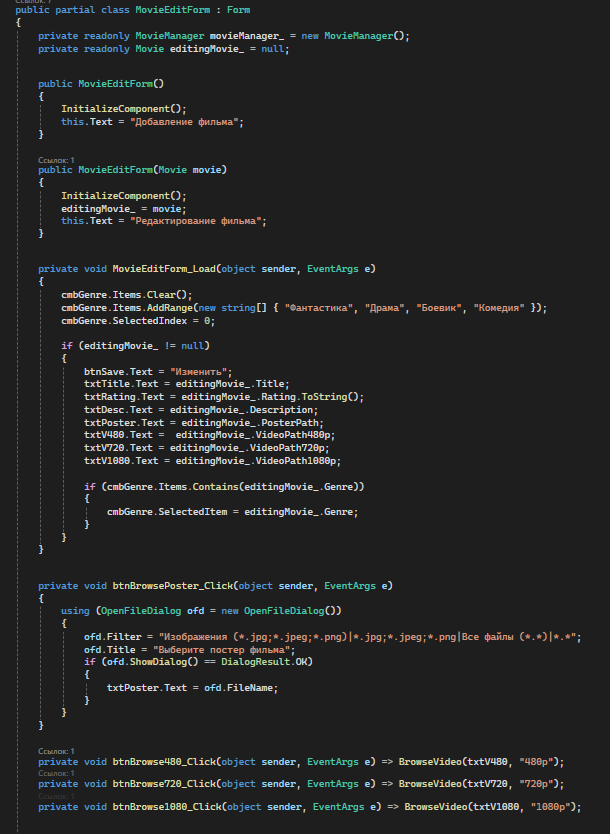 Ссылок: 7
public partial class MovieEditForm : Form
{
    private readonly MovieManager movieManager_ = new MovieManager();
    private readonly Movie editingMovie_ = null;

    public MovieEditForm()
    {
        InitializeComponent();
        this.Text = "Добавление фильма";
    }

    Ссылок: 1
    public MovieEditForm(Movie movie)
    {
        InitializeComponent();
        editingMovie_ = movie;
        this.Text = "Редактирование фильма";
    }

    private void MovieEditForm_Load(object sender, EventArgs e)
    {
        cmbGenre.Items.Clear();
        cmbGenre.Items.AddRange(new string[] { "Фантастика", "Драма", "Боевик", "Комедия" });
        cmbGenre.SelectedIndex = 0;

        if (editingMovie_ != null)
        {
            btnSave.Text = "Изменить";
            txtTitle.Text = editingMovie_.Title;
            txtRating.Text = editingMovie_.Rating.ToString();
            txtDesc.Text = editingMovie_.Description;
            txtPoster.Text = editingMovie_.PosterPath;
            txtV480.Text =  editingMovie_.VideoPath480p;
            txtV720.Text = editingMovie_.VideoPath720p;
            txtV1080.Text = editingMovie_.VideoPath1080p;

            if (cmbGenre.Items.Contains(editingMovie_.Genre))
            {
                cmbGenre.SelectedItem = editingMovie_.Genre;
            }
        }
    }

    private void btnBrowsePoster_Click(object sender, EventArgs e)
    {
        using (OpenFileDialog ofd = new OpenFileDialog())
        {
            ofd.Filter = "Изображения (*.jpg;*.jpeg;*.png)|*.jpg;*.jpeg;*.png|Все файлы (*.*)|*.*";
            ofd.Title = "Выберите постер фильма";
            if (ofd.ShowDialog() == DialogResult.OK)
            {
                txtPoster.Text = ofd.FileName;
            }
        }
    }

    Ссылок: 1
    private void btnBrowse480_Click(object sender, EventArgs e) => BrowseVideo(txtV480, "480p");
    Ссылок: 1
    private void btnBrowse720_Click(object sender, EventArgs e) => BrowseVideo(txtV720, "720p");
    Ссылок: 1
    private void btnBrowse1080_Click(object sender, EventArgs e) => BrowseVideo(txtV1080, "1080p");